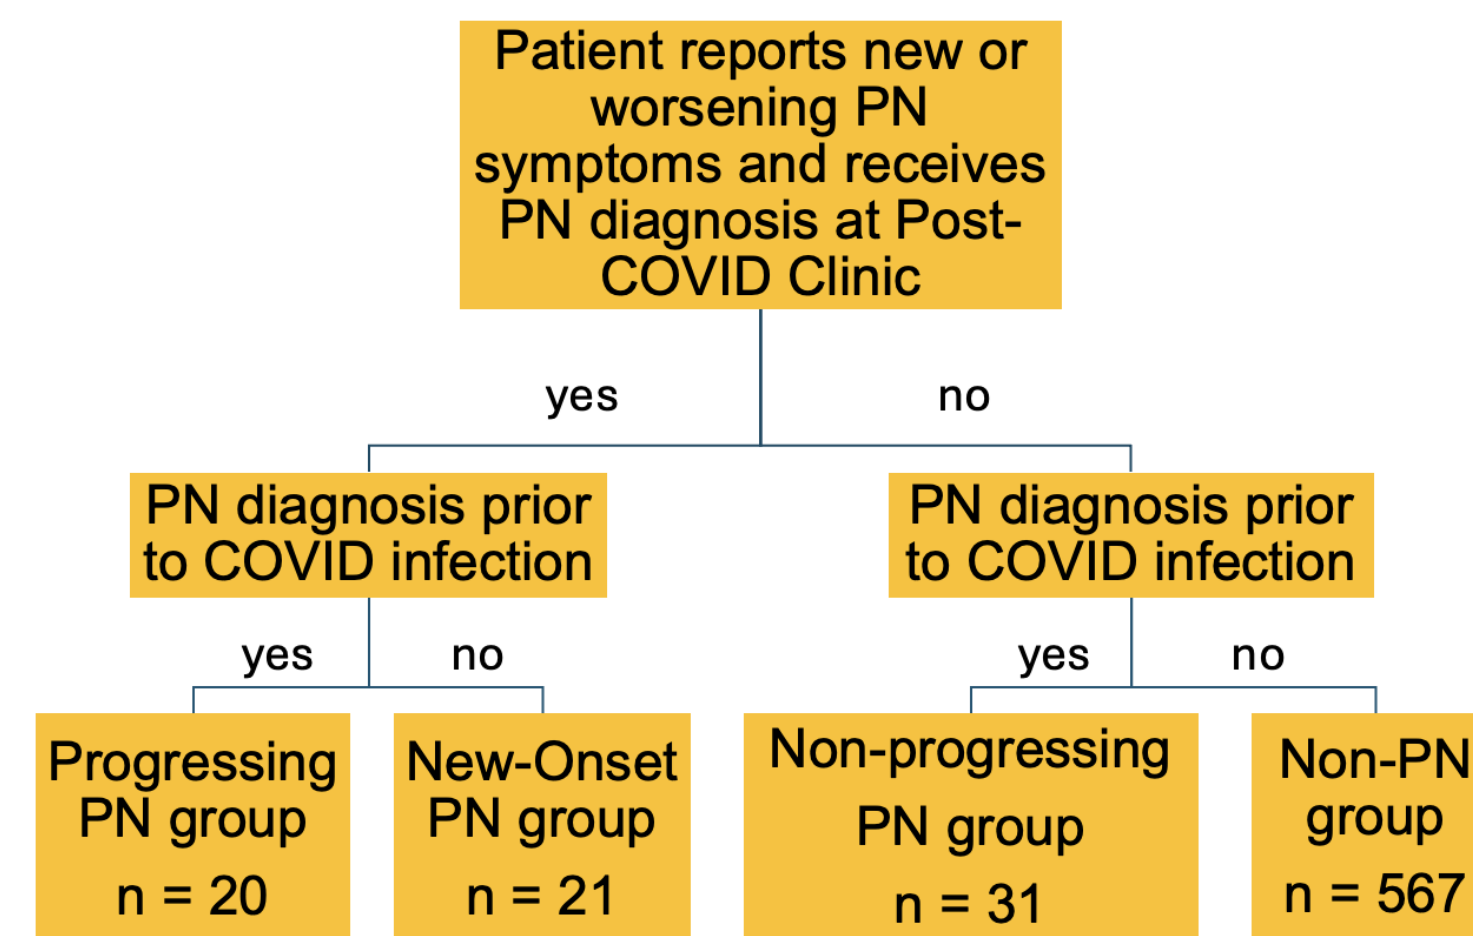 Patient reports new or
worsening PN
symptoms and receives
PN diagnosis at Post-
COVID Clinic
yes
no
PN diagnosis prior
to COVID infection
PN diagnosis prior
to COVID infection
yes
no
yes
no
Progressing
PN group
n = 20
New-Onset
PN group
n = 21
Non-progressing
PN group
n = 31
Non-PN
group
n = 567